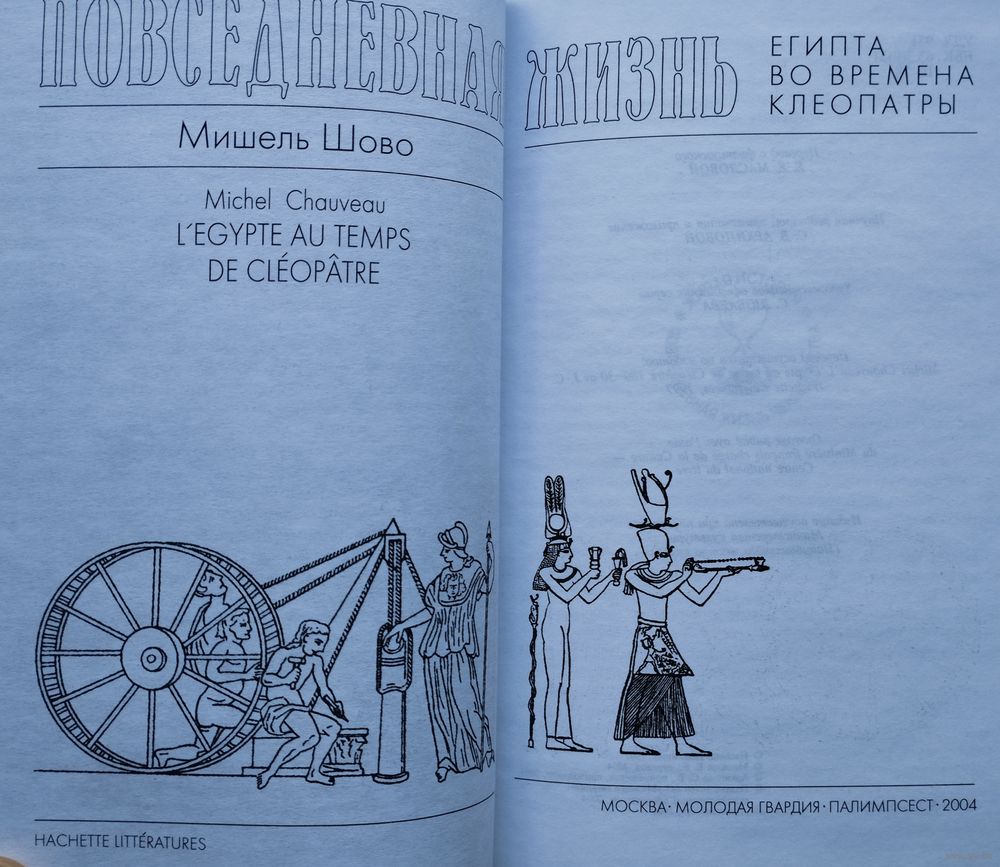 ПОВСЕДНЕВНАЯ
Мишель Шово
Michel Chauveau
L'EGYPTE AU TEMPS
DE CLÉOPÂTRE
HACHETTE LITTÉRATURES
ЖИЗНЬ
ЕГИПТА
ВО ВРЕМЕНА
КЛЕОПАТРЫ
МОСКВА · МОЛОДАЯ ГВАРДИЯ · ПАЛИМПСЕСТ · 2004